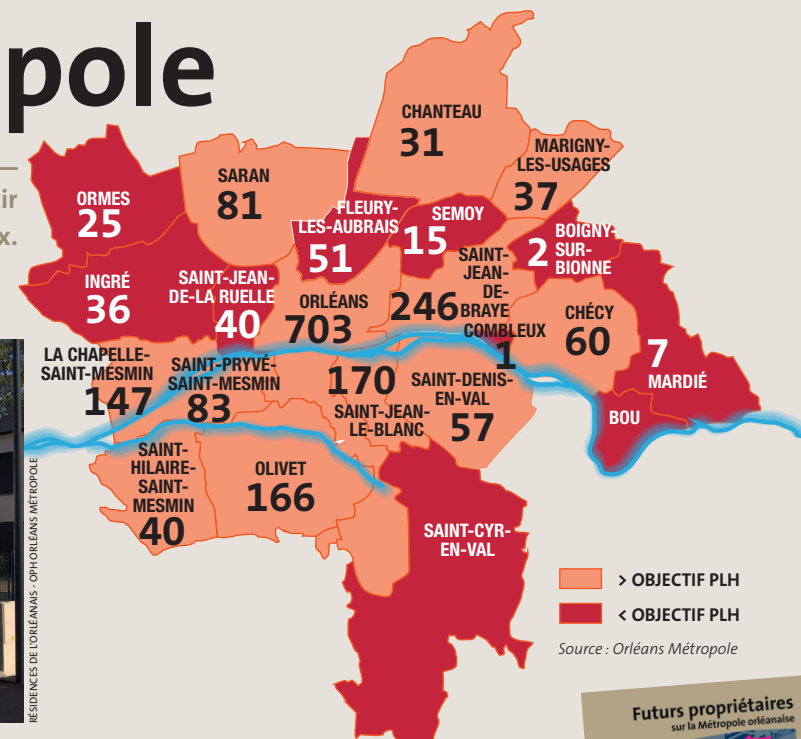 pole
ir
x.
CHANTEAU
31
MARIGNY-
LES-USAGES
37
SARAN
81
ORMES
25
FLEURY-
LES-AUBRAIS
51
SEMOY
15
BOIGNY-
SUR-
BIONNE
2
INGRÉ
36
SAINT-JEAN-
DE-LA RUELLE
40
ORLÉANS
703
SAINT-
JEAN-
DE-
BRAYE
246
COMBLEUX
1
CHÉCY
60
7
MARDIÉ
BOU
LA CHAPELLE-
SAINT-MESMIN
147
SAINT-PRYVÉ-
SAINT-MESMIN
83
170
SAINT-JEAN-
LE-BLANC
SAINT-DENIS-
EN-VAL
57
SAINT-
HILAIRE-
SAINT-
MESMIN
40
OLIVET
166
SAINT-CYR-
EN-VAL
> OBJECTIF PLH
< OBJECTIF PLH
Source : Orléans Métropole
RÉSIDENCES DE L'ORLÉANAIS - OPH ORLÉANS MÉTROPOLE
Futurs propriétaires
sur la Métropole orléanaise